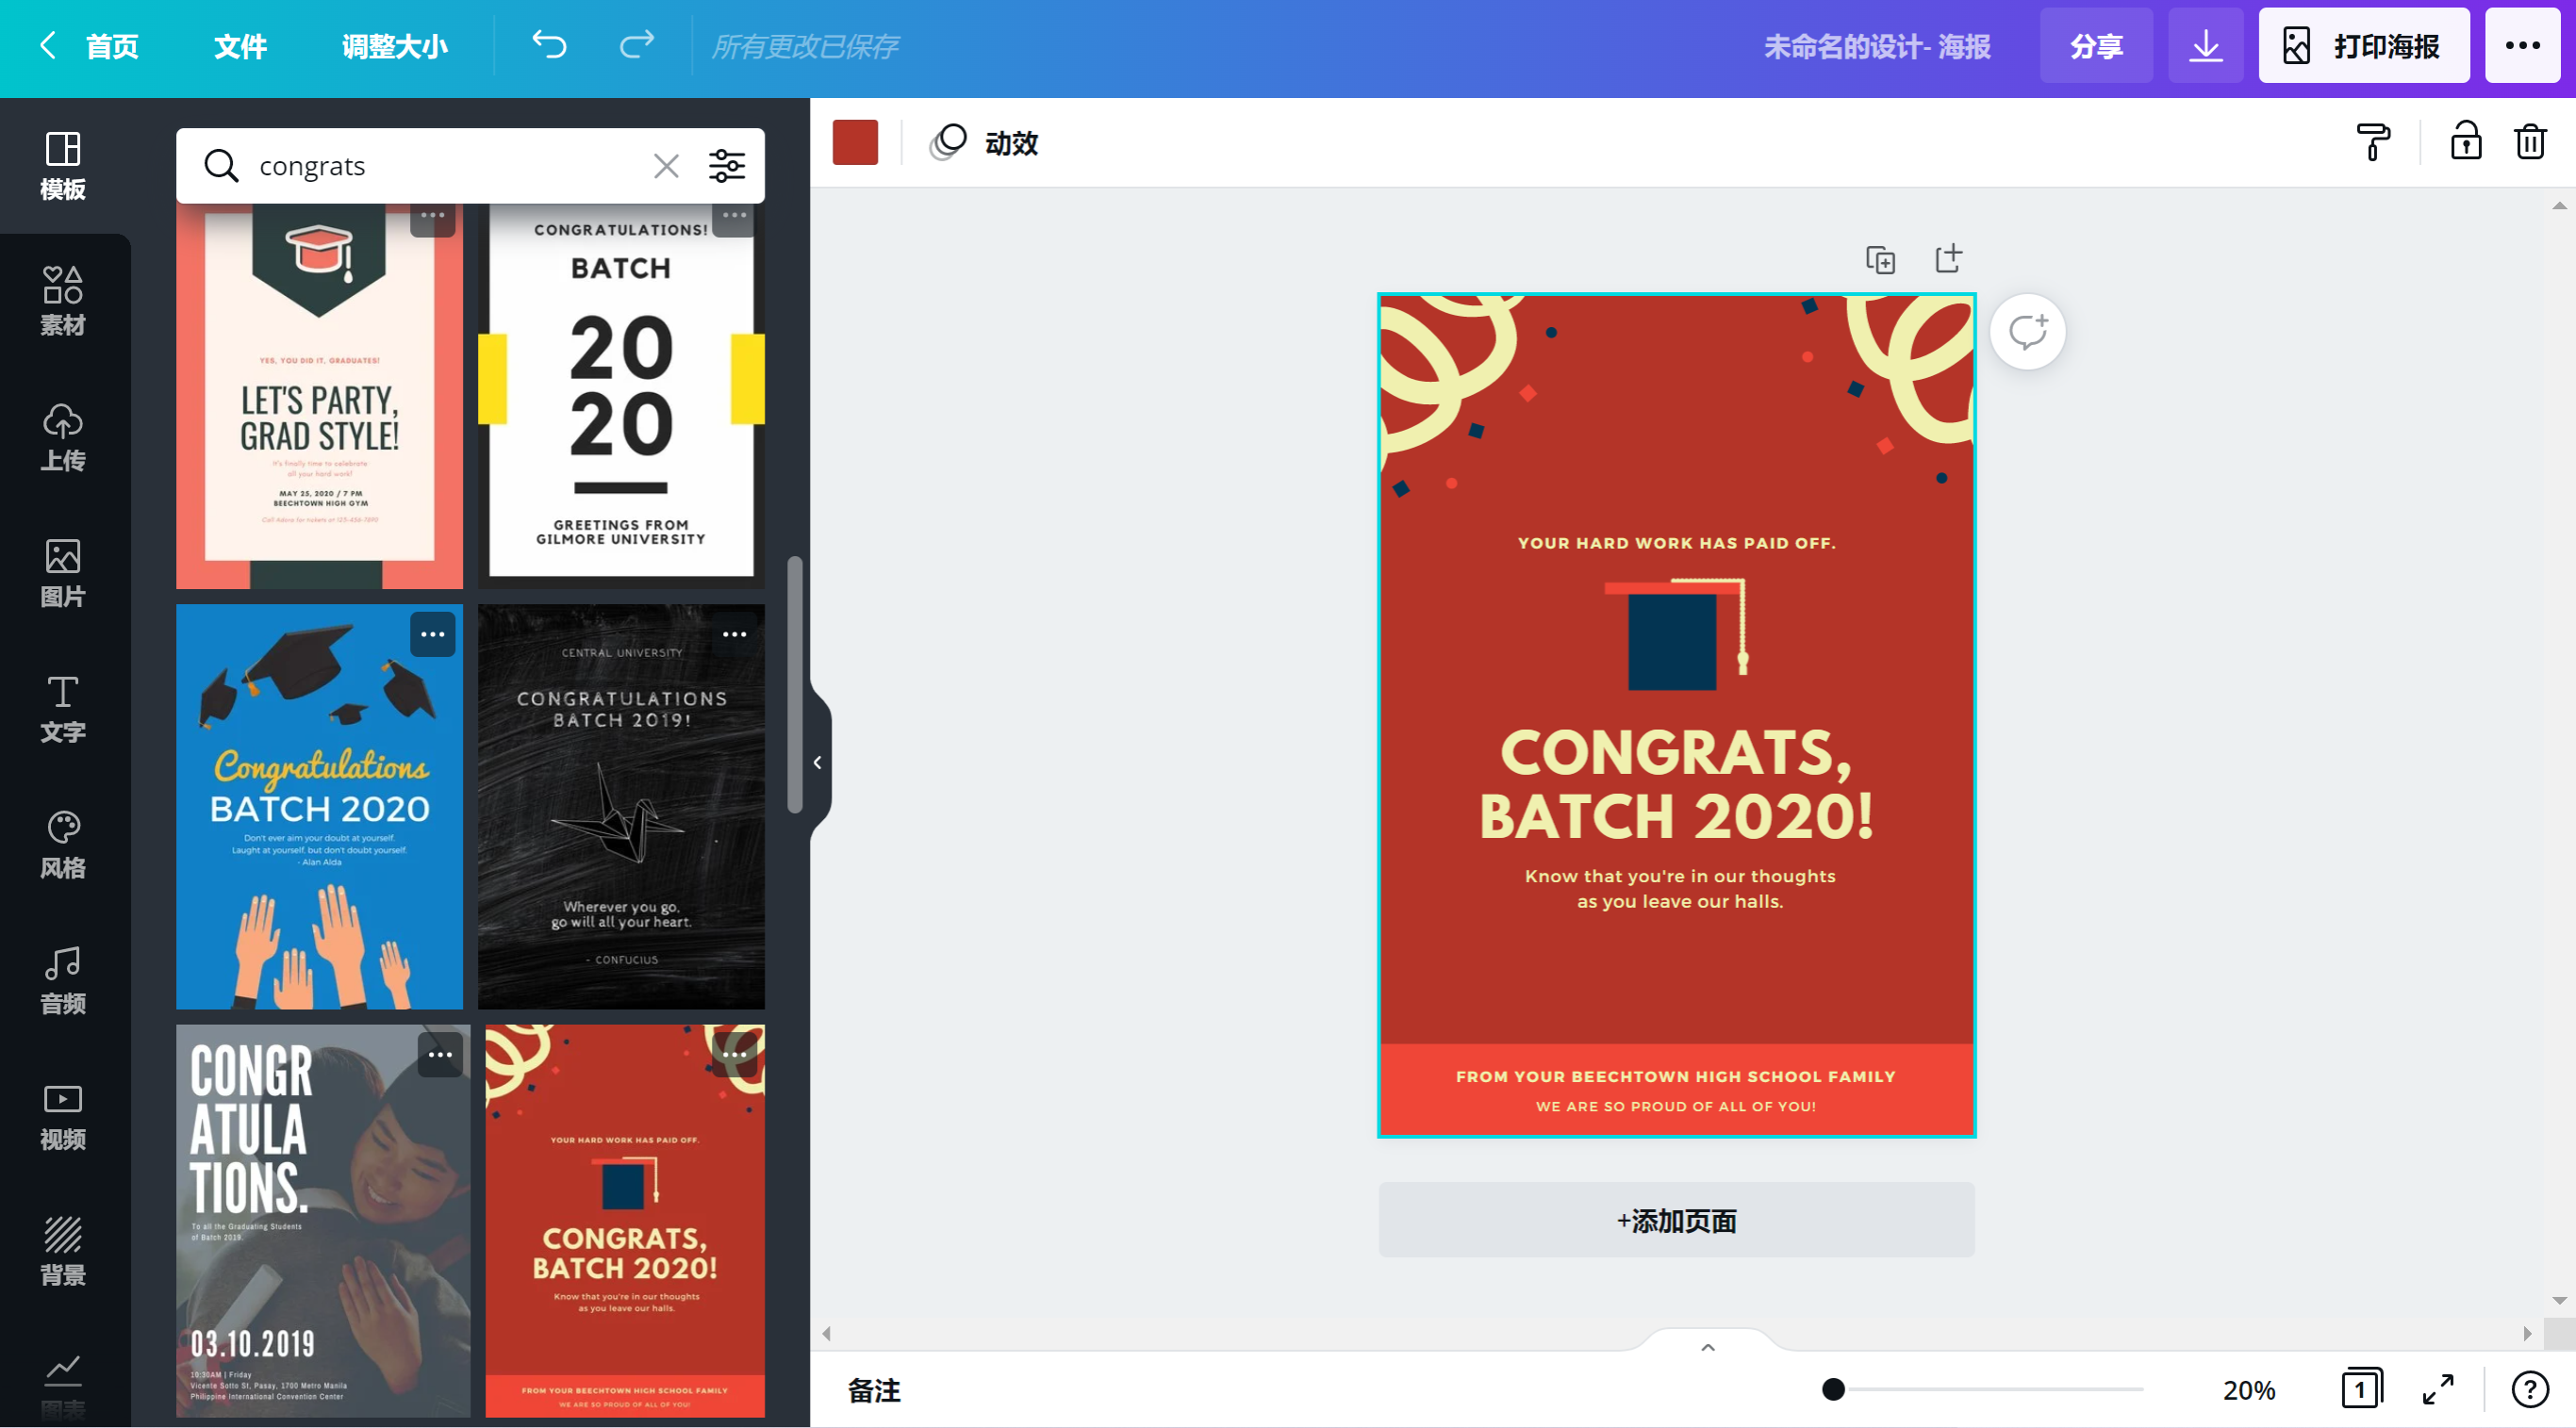 首页
文件
调整大小
所有更改已保存
未命名的设计- 海报
分享
打印海报
模板
素材
上传
图片
文字
风格
音频
视频
背景
图表
congrats
YES, YOU DID IT, GRADUATES!
LET'S PARTY,
GRAD STYLE!
It's finally time to celebrate
all your hard work!
MAY 25, 2020 / 7 PM
BEECHTOWN HIGH GYM
Call Adora for tickets at 123-456-7890
CONGRATULATIONS!
BATCH
20
20
GREETINGS FROM
GILMORE UNIVERSITY
Congratulations
BATCH 2020
Don't ever aim your doubt at yourself.
Laught at yourself, but don't doubt yourself.
- Alan Alda
CENTRAL UNIVERSITY
CONGRATULATIONS
BATCH 2019!
Wherever you go,
go will all your heart.
- CONFUCIUS
CONGR
ATULA
TIONS.
To all the Graduating Students
of Batch 2019.
03.10.2019
10:30AM | Friday
Vicente Sotto St, Pasay, 1700 Metro Manila
Philippine International Convention Center
YOUR HARD WORK HAS PAID OFF.
CONGRATS,
BATCH 2020!
Know that you're in our thoughts
as you leave our halls.
FROM YOUR BEECHTOWN HIGH SCHOOL FAMILY
WE ARE SO PROUD OF ALL OF YOU!
动效
YOUR HARD WORK HAS PAID OFF.
CONGRATS,
BATCH 2020!
Know that you're in our thoughts
as you leave our halls.
FROM YOUR BEECHTOWN HIGH SCHOOL FAMILY
WE ARE SO PROUD OF ALL OF YOU!
+添加页面
备注
20%
1
?